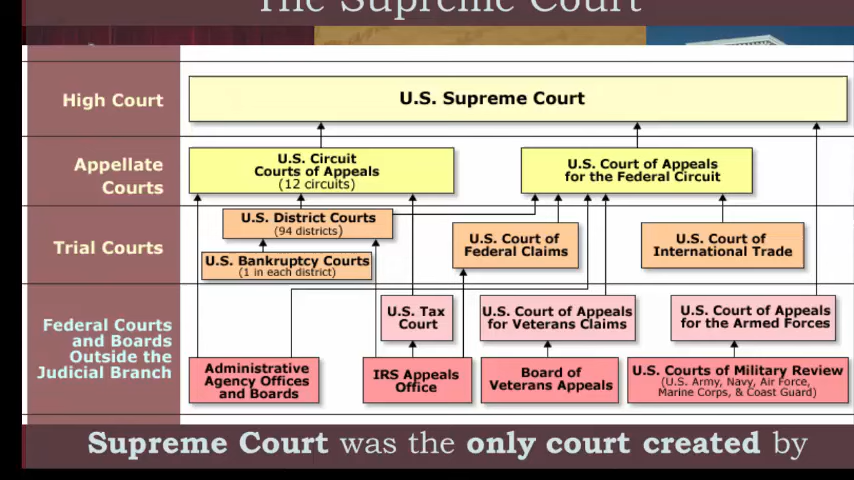 The Supreme Court
High Court
U.S. Supreme Court
Appellate
Courts
U.S. Circuit
Courts of Appeals
(12 circuits)
U.S. Court of Appeals
for the Federal Circuit
Trial Courts
U.S. District Courts
(94 districts)
U.S. Bankruptcy Courts
(1 in each district)
U.S. Court of
Federal Claims
U.S. Court of
International Trade
Federal Courts
and Boards
Outside the
Judicial Branch
U.S. Tax
Court
U.S. Court of Appeals
for Veterans Claims
U.S. Court of Appeals
for the Armed Forces
Administrative
Agency Offices
and Boards
IRS Appeals
Office
Board of
Veterans Appeals
U.S. Courts of Military Review
(U.S. Army, Navy, Air Force,
Marine Corps, & Coast Guard)
Supreme Court was the only court created by